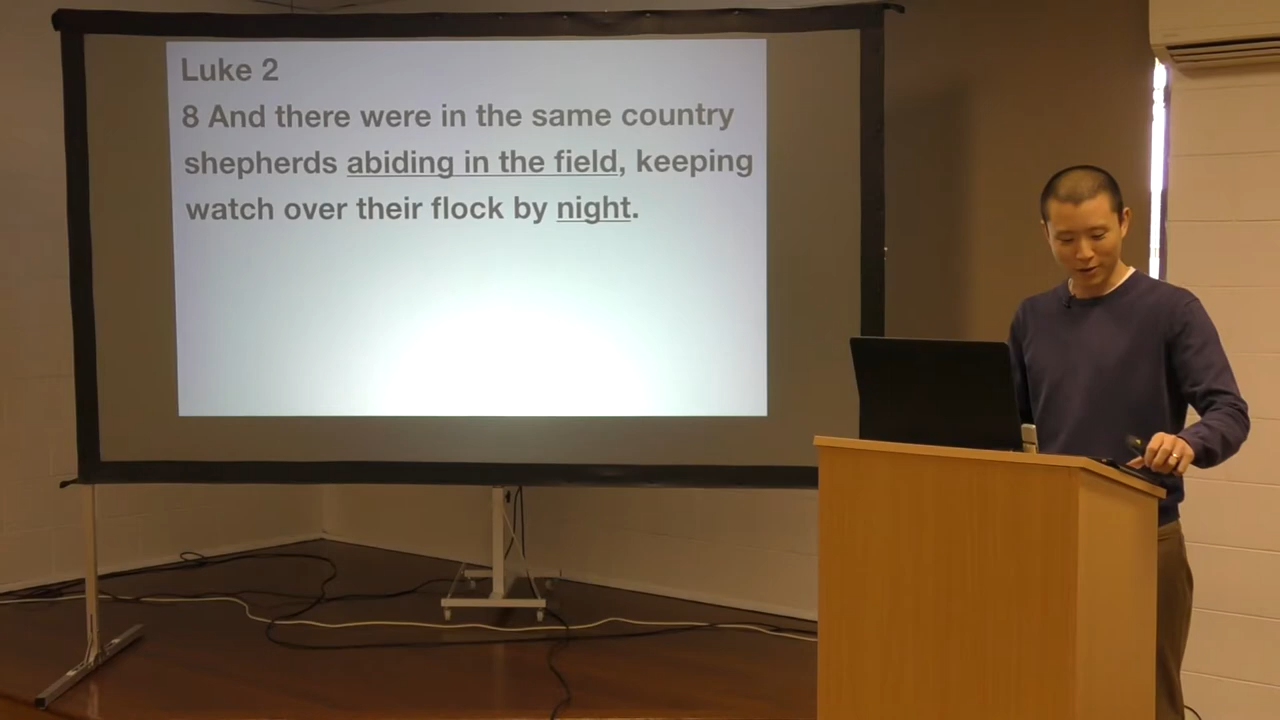 Luke 2
8 And there were in the same country
shepherds abiding in the field, keeping
watch over their flock by night.